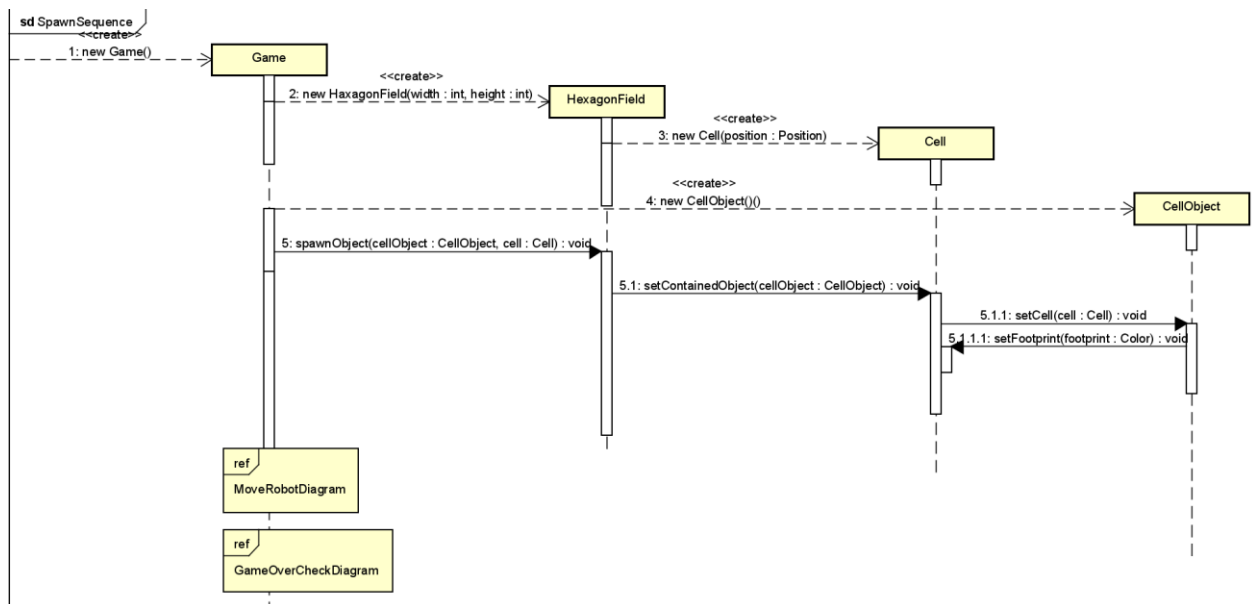 sd SpawnSequence
<<create>>
1: new Game()
Game
<<create>>
2: new HaxagonField(width : int, height : int)
HexagonField
<<create>>
3: new Cell(position : Position)
Cell
<<create>>
4: new CellObject()()
CellObject
5: spawnObject(cellObject : CellObject, cell : Cell) : void
5.1: setContainedObject(cellObject : CellObject) : void
5.1.1: setCell(cell : Cell) : void
5.1.1.1: setFootprint(footprint : Color) : void
ref
MoveRobotDiagram
ref
GameOverCheckDiagram